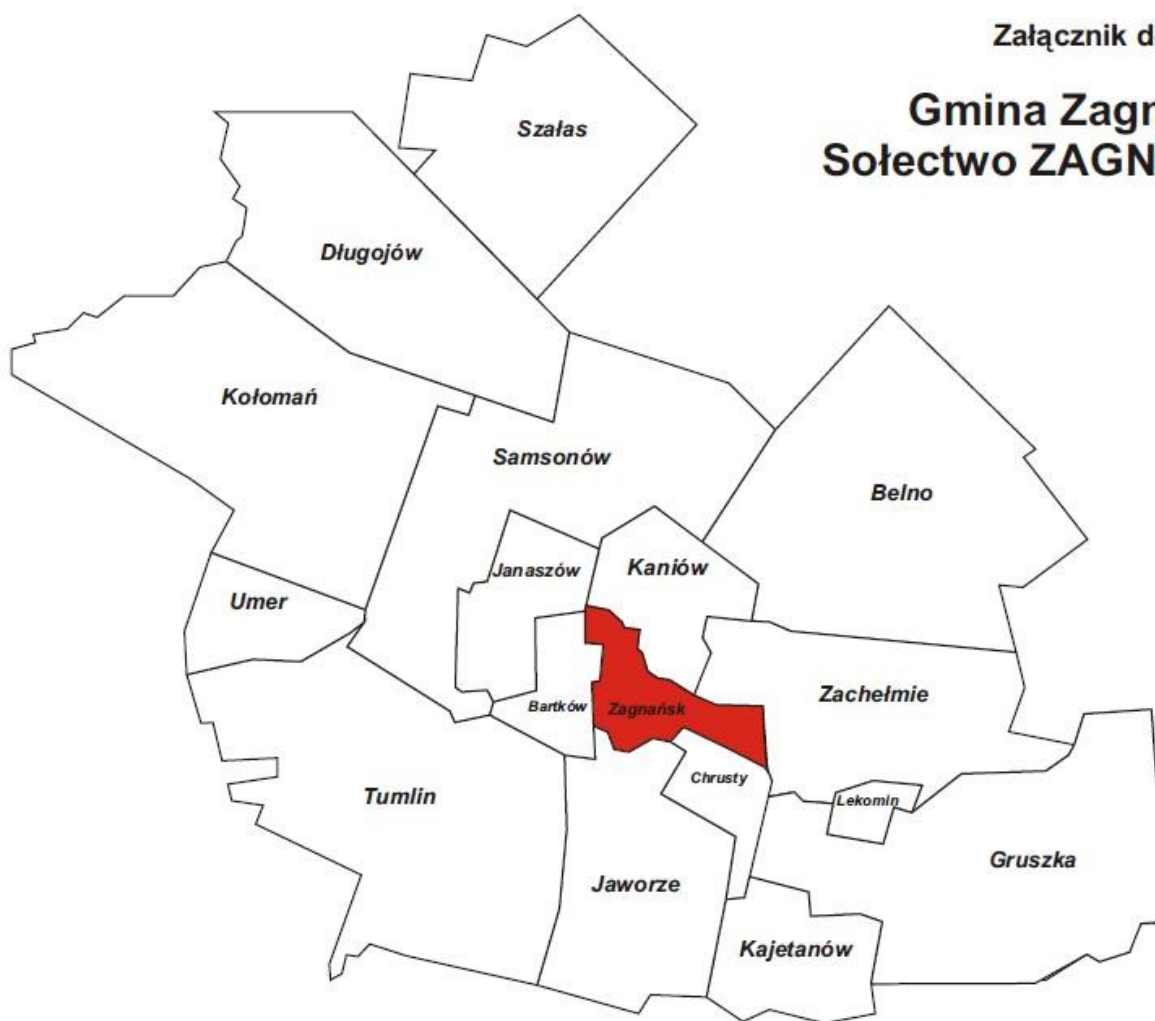 Załącznik d
Gmina Zagr
Sołectwo ZAGN
Szałas
Długojów
Kołomań
Samsonów
Belno
Janaszów
Kaniów
Umer
Zachełmie
Bartków
Zagnańsk
Chrusty
Tumlin
Lekomin
Gruszka
Jaworze
Kajetanów